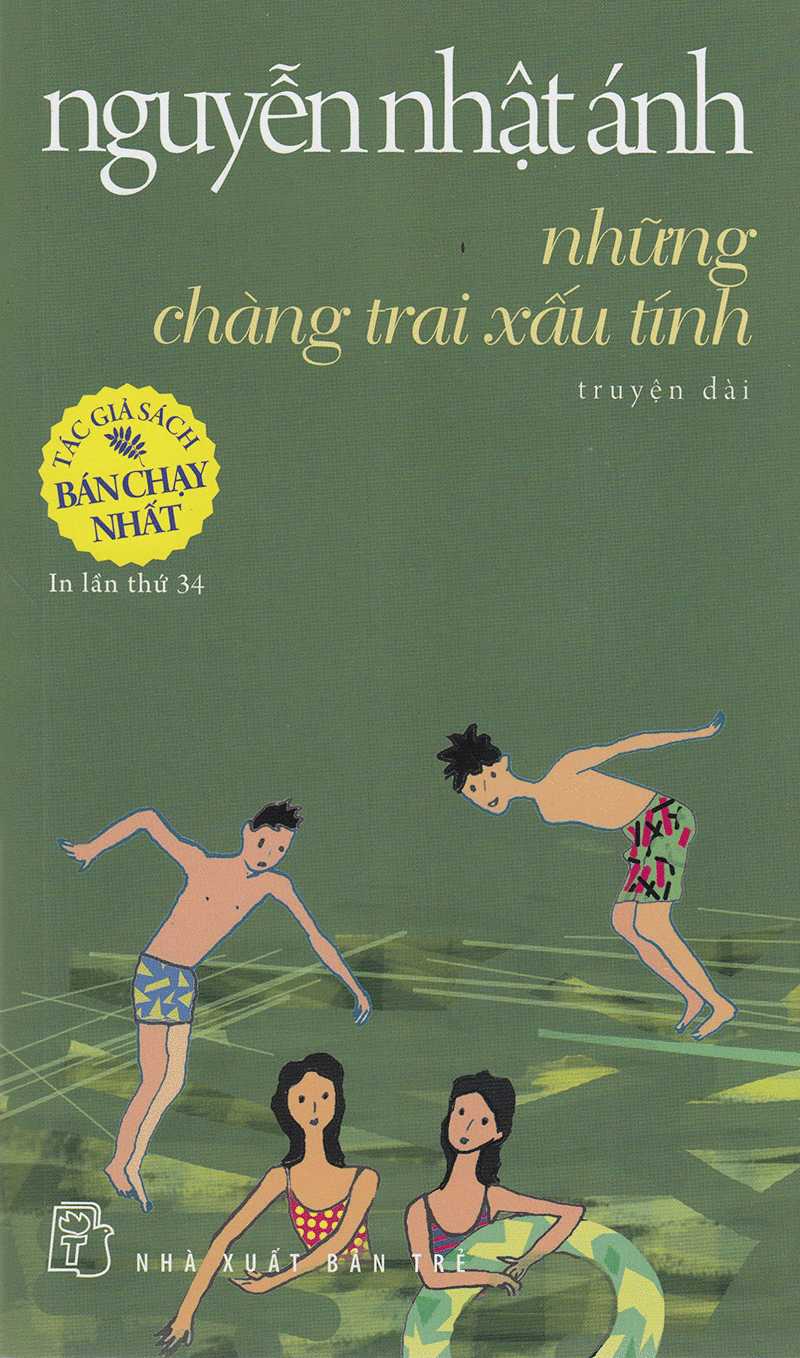 nguyễn nhật ánh
những
chàng trai xấu tính
truyện dài
TÁC GIẢ SÁCH
BÁN CHẠY
NHẤT
In lần thứ 34
T
NHÀ XUẤT BẢN TRẺ